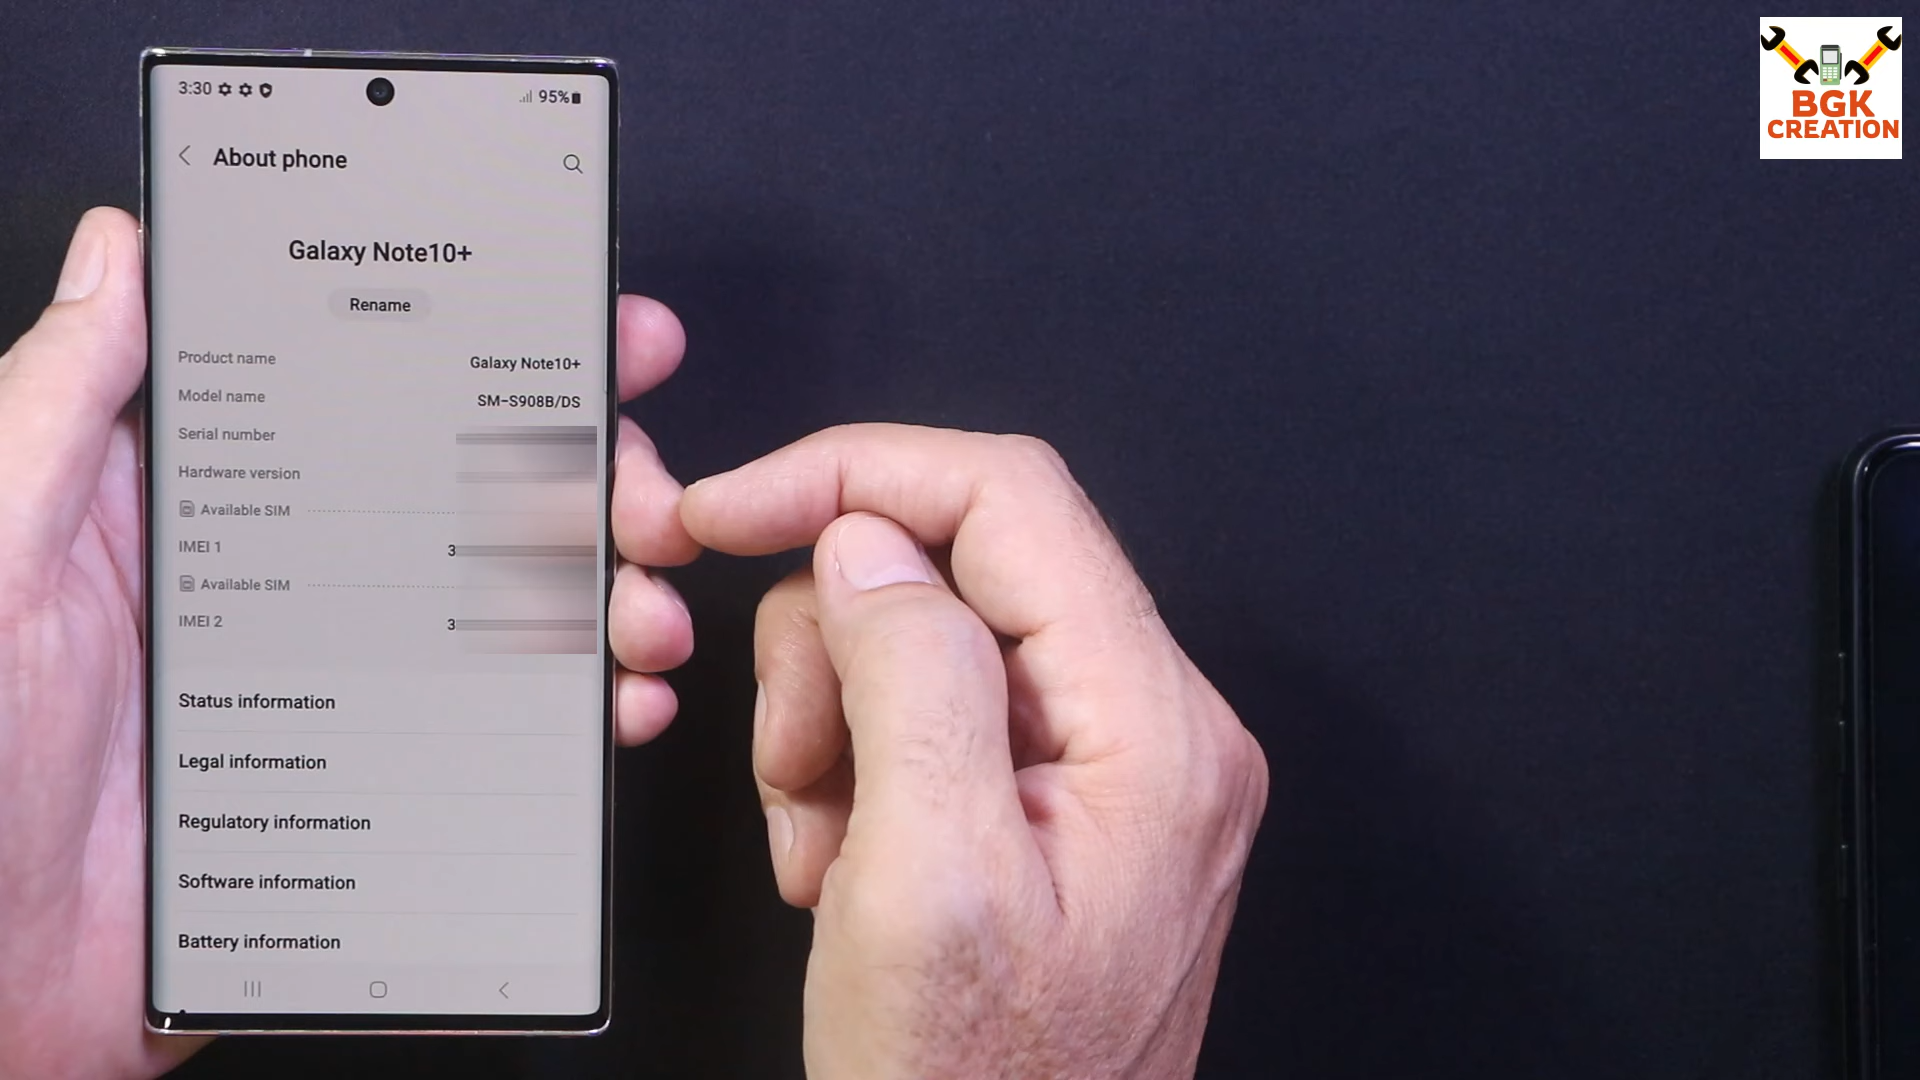 3:30
95%
About phone
Galaxy Note10+
Rename
Product name Galaxy Note10+
Model name SM-S908B/DS
Serial number
Hardware version
Available SIM
IMEI 1 3
Available SIM
IMEI 2 3
Status information
Legal information
Regulatory information
Software information
Battery information
BGK
CREATION